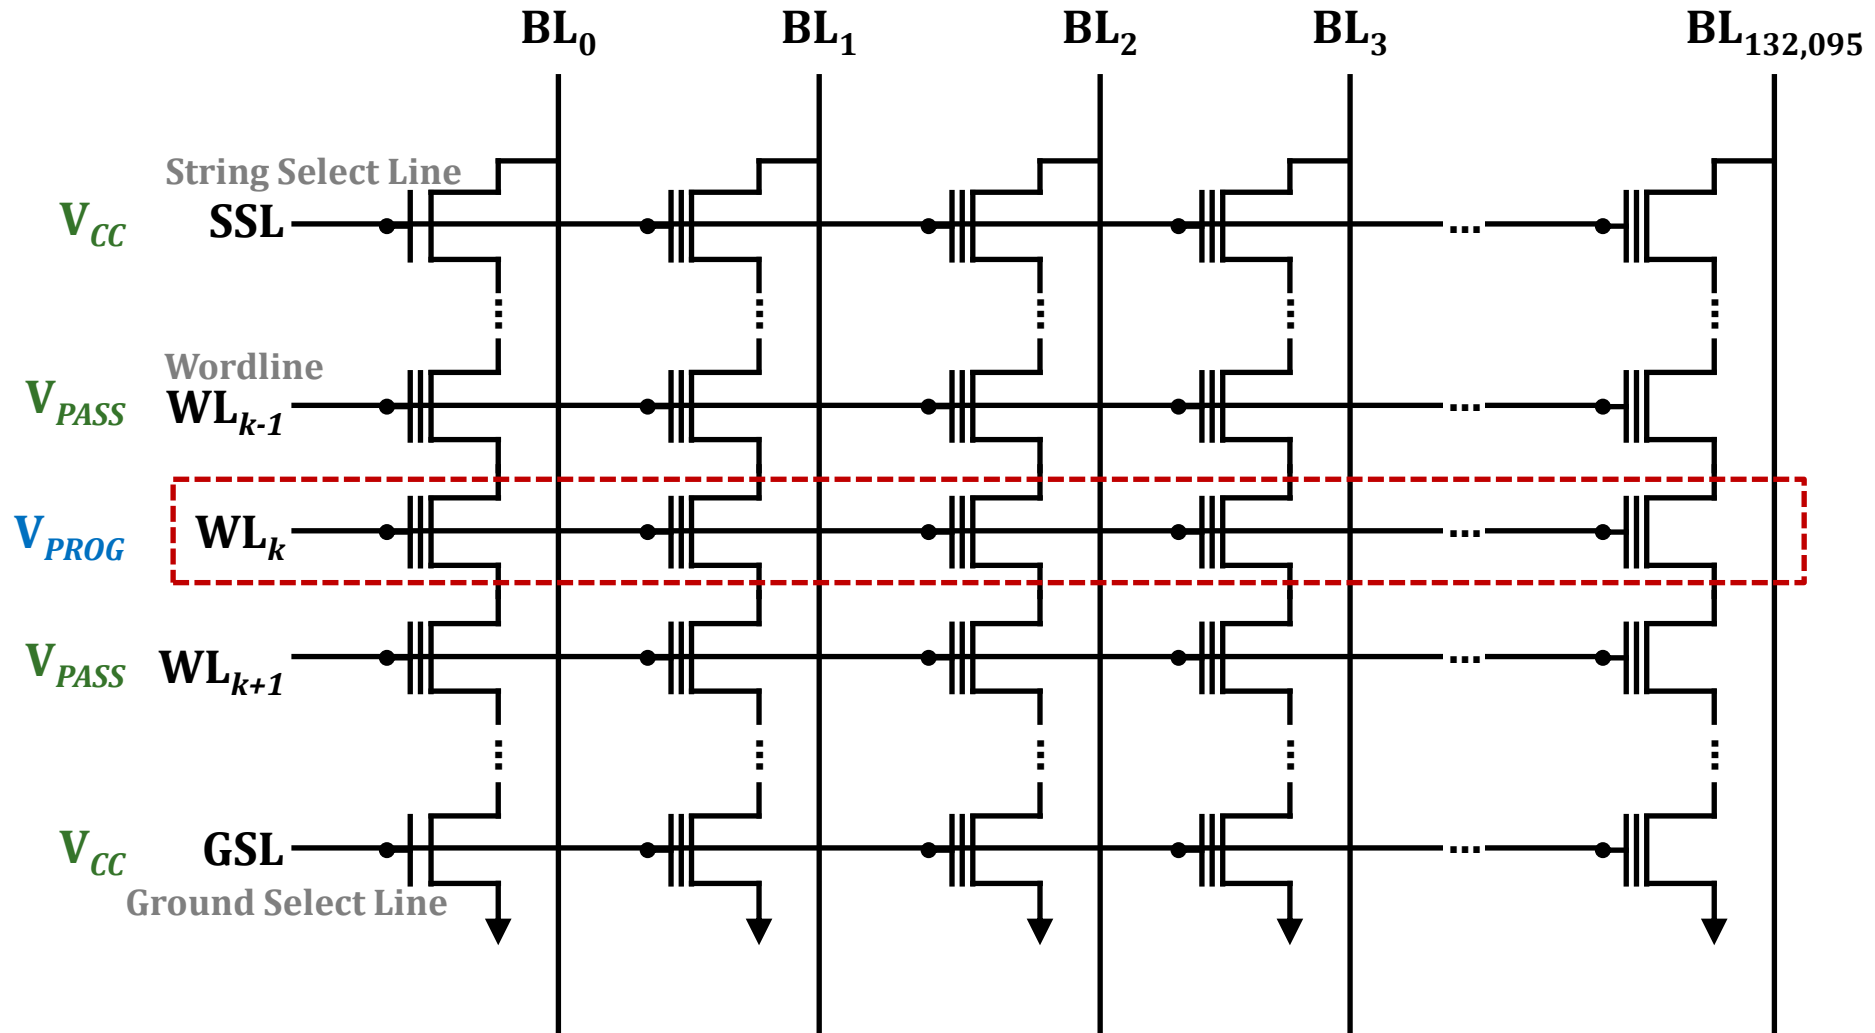 BL0 BL1 BL2 BL3 BL132,095
String Select Line
VCC SSL ...
Wordline
VPASS WLk-1 ...
VPROG WLk ...
VPASS WLk+1 ...
VCC GSL ...
Ground Select Line